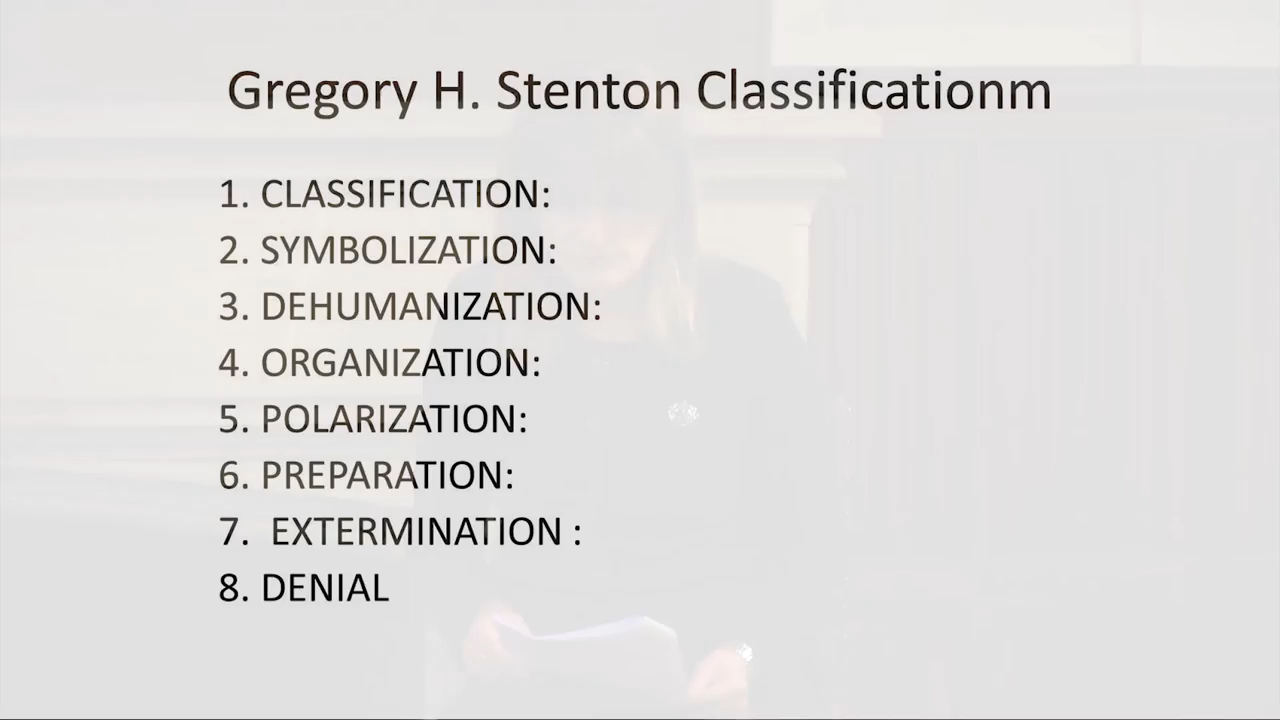 Gregory H. Stenton Classificationm
1. CLASSIFICATION:
2. SYMBOLIZATION:
3. DEHUMANIZATION:
4. ORGANIZATION:
5. POLARIZATION:
6. PREPARATION:
7. EXTERMINATION :
8. DENIAL